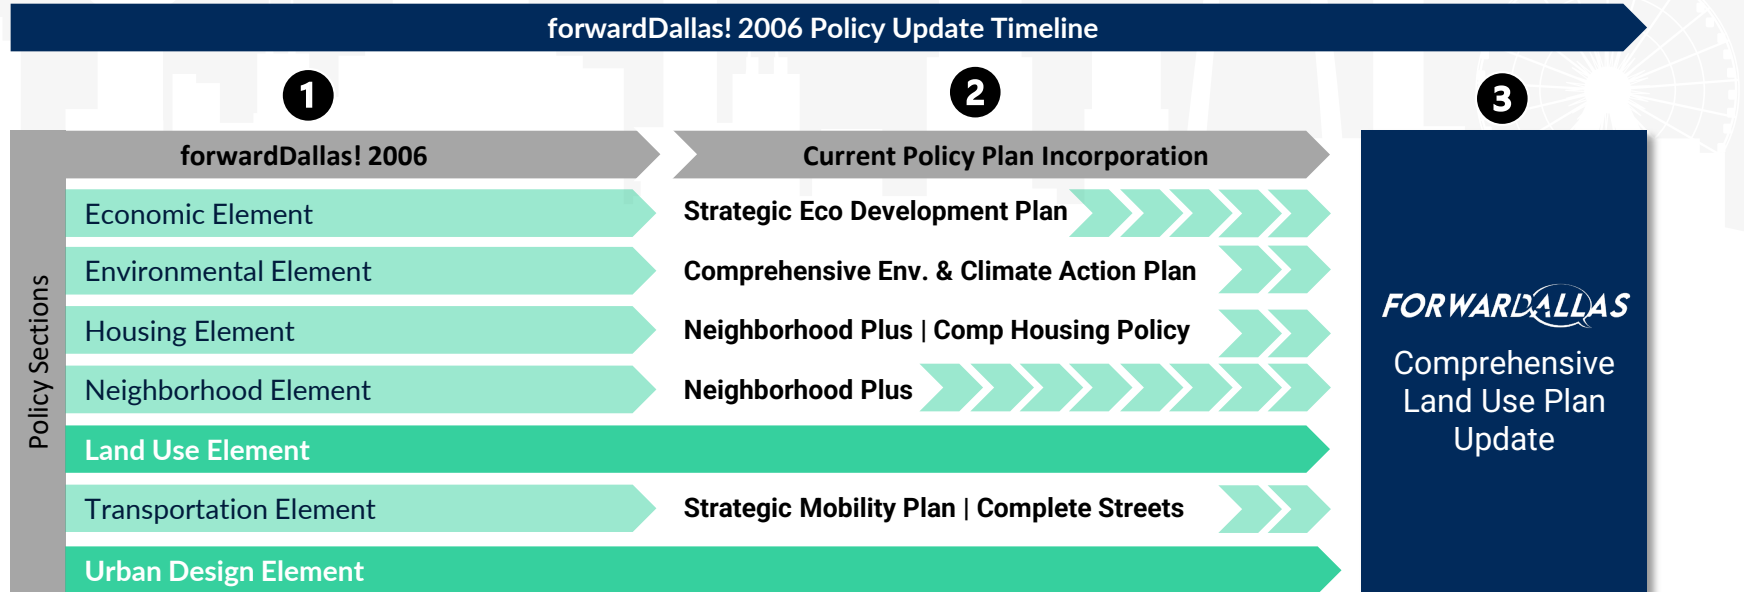 forwardDallas! 2006 Policy Update Timeline
1
2
3
forwardDallas! 2006
Current Policy Plan Incorporation
Policy Sections
Economic Element
Strategic Eco Development Plan
Environmental Element
Comprehensive Env. & Climate Action Plan
Housing Element
Neighborhood Plus | Comp Housing Policy
Neighborhood Element
Neighborhood Plus
Land Use Element
Transportation Element
Strategic Mobility Plan | Complete Streets
Urban Design Element
FORWARDALLAS
Comprehensive
Land Use Plan
Update